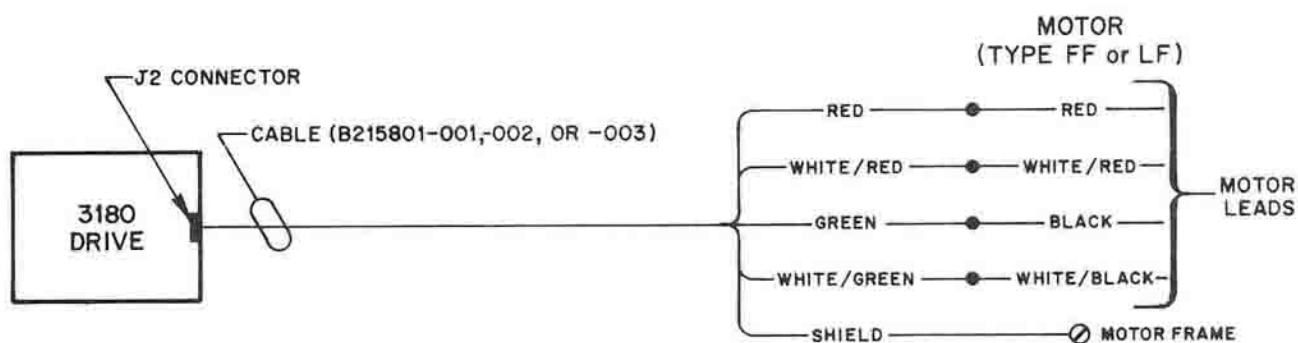 MOTOR
(TYPE FF or LF)
J2 CONNECTOR
CABLE (B215801-001,-002, OR -003)
3180
DRIVE
RED RED
WHITE/RED WHITE/RED
GREEN BLACK
WHITE/GREEN WHITE/BLACK
SHIELD MOTOR FRAME
MOTOR
LEADS